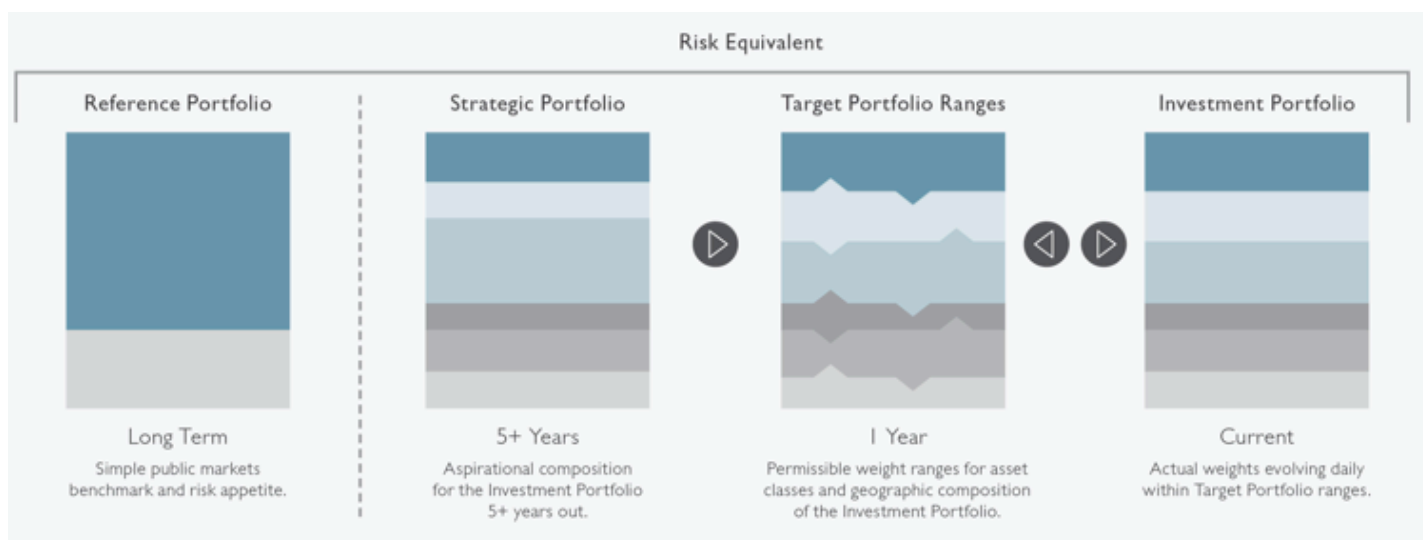 Risk Equivalent
Reference Portfolio
Strategic Portfolio
Target Portfolio Ranges
Investment Portfolio
Long Term
Simple public markets
benchmark and risk appetite.
5+ Years
Aspirational composition
for the Investment Portfolio
5+ years out.
1 Year
Permissible weight ranges for asset
classes and geographic composition
of the Investment Portfolio.
Current
Actual weights evolving daily
within Target Portfolio ranges.